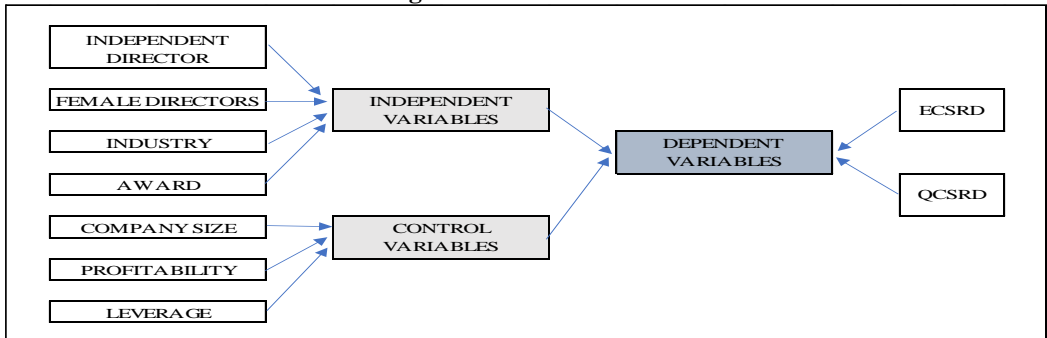 INDEPENDENT
DIRECTOR
FEMALE DIRECTORS
INDUSTRY
AWARD
COMPANY SIZE
PROFITABILITY
LEVERAGE
INDEPENDENT
VARIABLES
CONTROL
VARIABLES
DEPENDENT
VARIABLES
ECSRD
QCSRD